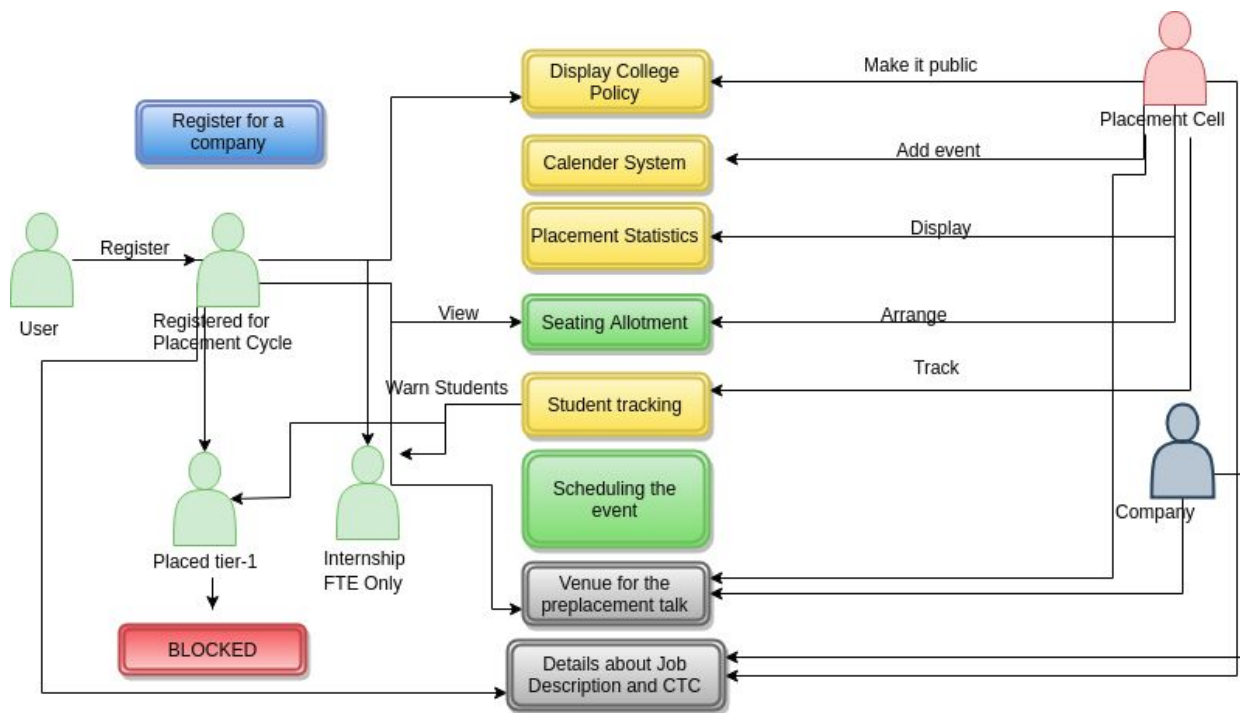 Display College
Policy
Make it public
Placement Cell
Register for a
company
Calender System
Add event
Placement Statistics
Display
Register
User
Registered for
Placement Cycle
View
Seating Allotment
Arrange
Warn Students
Student tracking
Track
Scheduling the
event
Company
Placed tier-1
Internship
FTE Only
Venue for the
preplacement talk
BLOCKED
Details about Job
Description and CTC